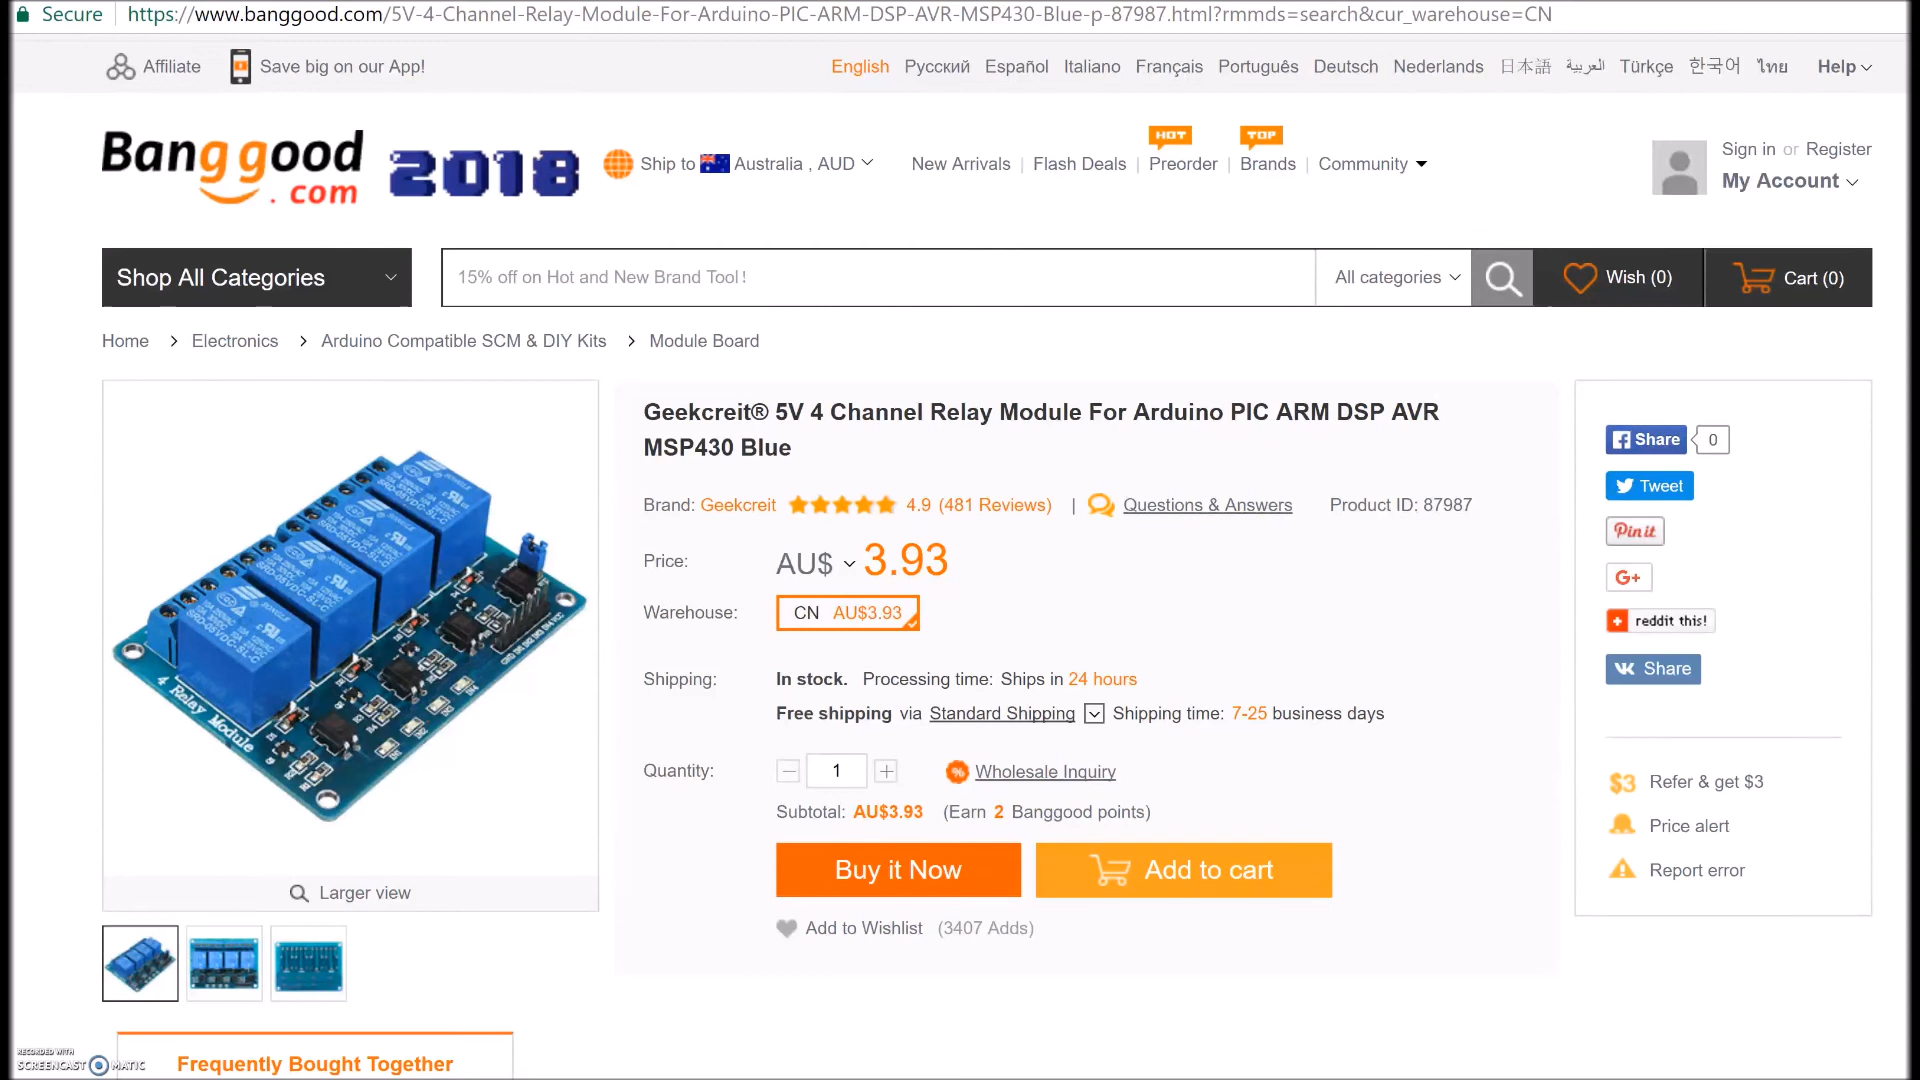 Secure https://www.banggood.com/5V-4-Channel-Relay-Module-For-Arduino-PIC-ARM-DSP-AVR-MSP430-Blue-p-87987.html?rmmds=search&cur_warehouse=CN
Affiliate Save big on our App! English Русский Español Italiano Français Português Deutsch Nederlands 日本語 العربية Türkçe 한국어 ไทย Help
HOT TOP
Banggood.com 2018 Ship to Australia , AUD New Arrivals | Flash Deals | Preorder | Brands | Community
Sign in or Register
My Account
Shop All Categories 15% off on Hot and New Brand Tool! All categories Wish (0) Cart (0)
Home > Electronics > Arduino Compatible SCM & DIY Kits > Module Board
Geekcreit® 5V 4 Channel Relay Module For Arduino PIC ARM DSP AVR
MSP430 Blue
Brand: Geekcreit 4.9 (481 Reviews) | Questions & Answers Product ID: 87987
Price: AU$ 3.93
Warehouse: CN AU$3.93
Shipping: In stock. Processing time: Ships in 24 hours
Free shipping via Standard Shipping Shipping time: 7-25 business days
Quantity: 1 Wholesale Inquiry
Subtotal: AU$3.93 (Earn 2 Banggood points)
Buy it Now Add to cart
Add to Wishlist (3407 Adds)
4 Relay Module
SRD-05VDC-SL-C
Larger view
Share 0
Tweet
Pin it
G+
reddit this!
Share
$3 Refer & get $3
Price alert
Report error
Frequently Bought Together
RECORDED WITH
SCREENCAST MATIC